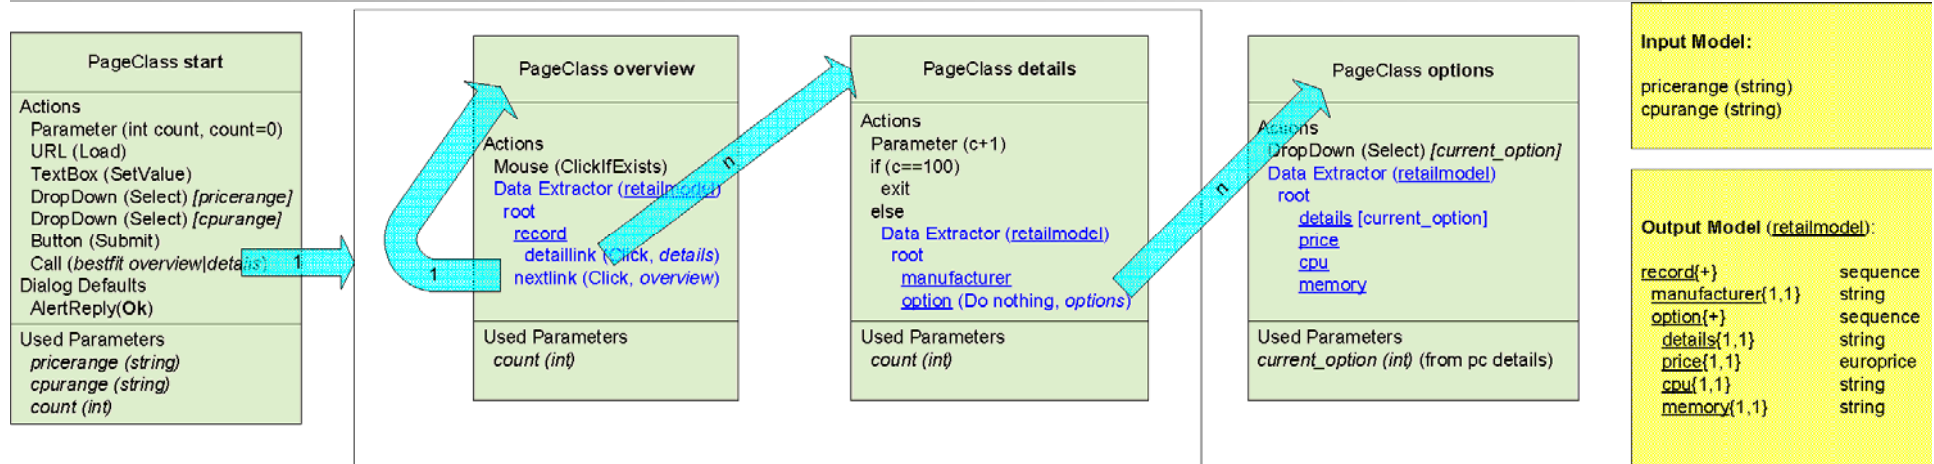 PageClass start
Actions
Parameter (int count, count=0)
URL (Load)
TextBox (SetValue)
DropDown (Select) [pricerange]
DropDown (Select) [cpurange]
Button (Submit)
Call (bestfit overview|details)
1
Dialog Defaults
AlertReply(Ok)
Used Parameters
pricerange (string)
cpurange (string)
count (int)
PageClass overview
Actions
Mouse (ClickIfExists)
Data Extractor (retailmodel)
root
record
detaillink (Click, details)
nextlink (Click, overview)
1
n
Used Parameters
count (int)
PageClass details
Actions
Parameter (c+1)
if (c==100)
exit
else
Data Extractor (retailmodel)
root
manufacturer
option (Do nothing, options)
n
Used Parameters
count (int)
PageClass options
Actions
DropDown (Select) [current_option]
Data Extractor (retailmodel)
root
details [current_option]
price
cpu
memory
Used Parameters
current_option (int) (from pc details)
Input Model:
pricerange (string)
cpurange (string)
Output Model (retailmodel):
record{+} sequence
manufacturer{1,1} string
option{+} sequence
details{1,1} string
price{1,1} europrice
cpu{1,1} string
memory{1,1} string